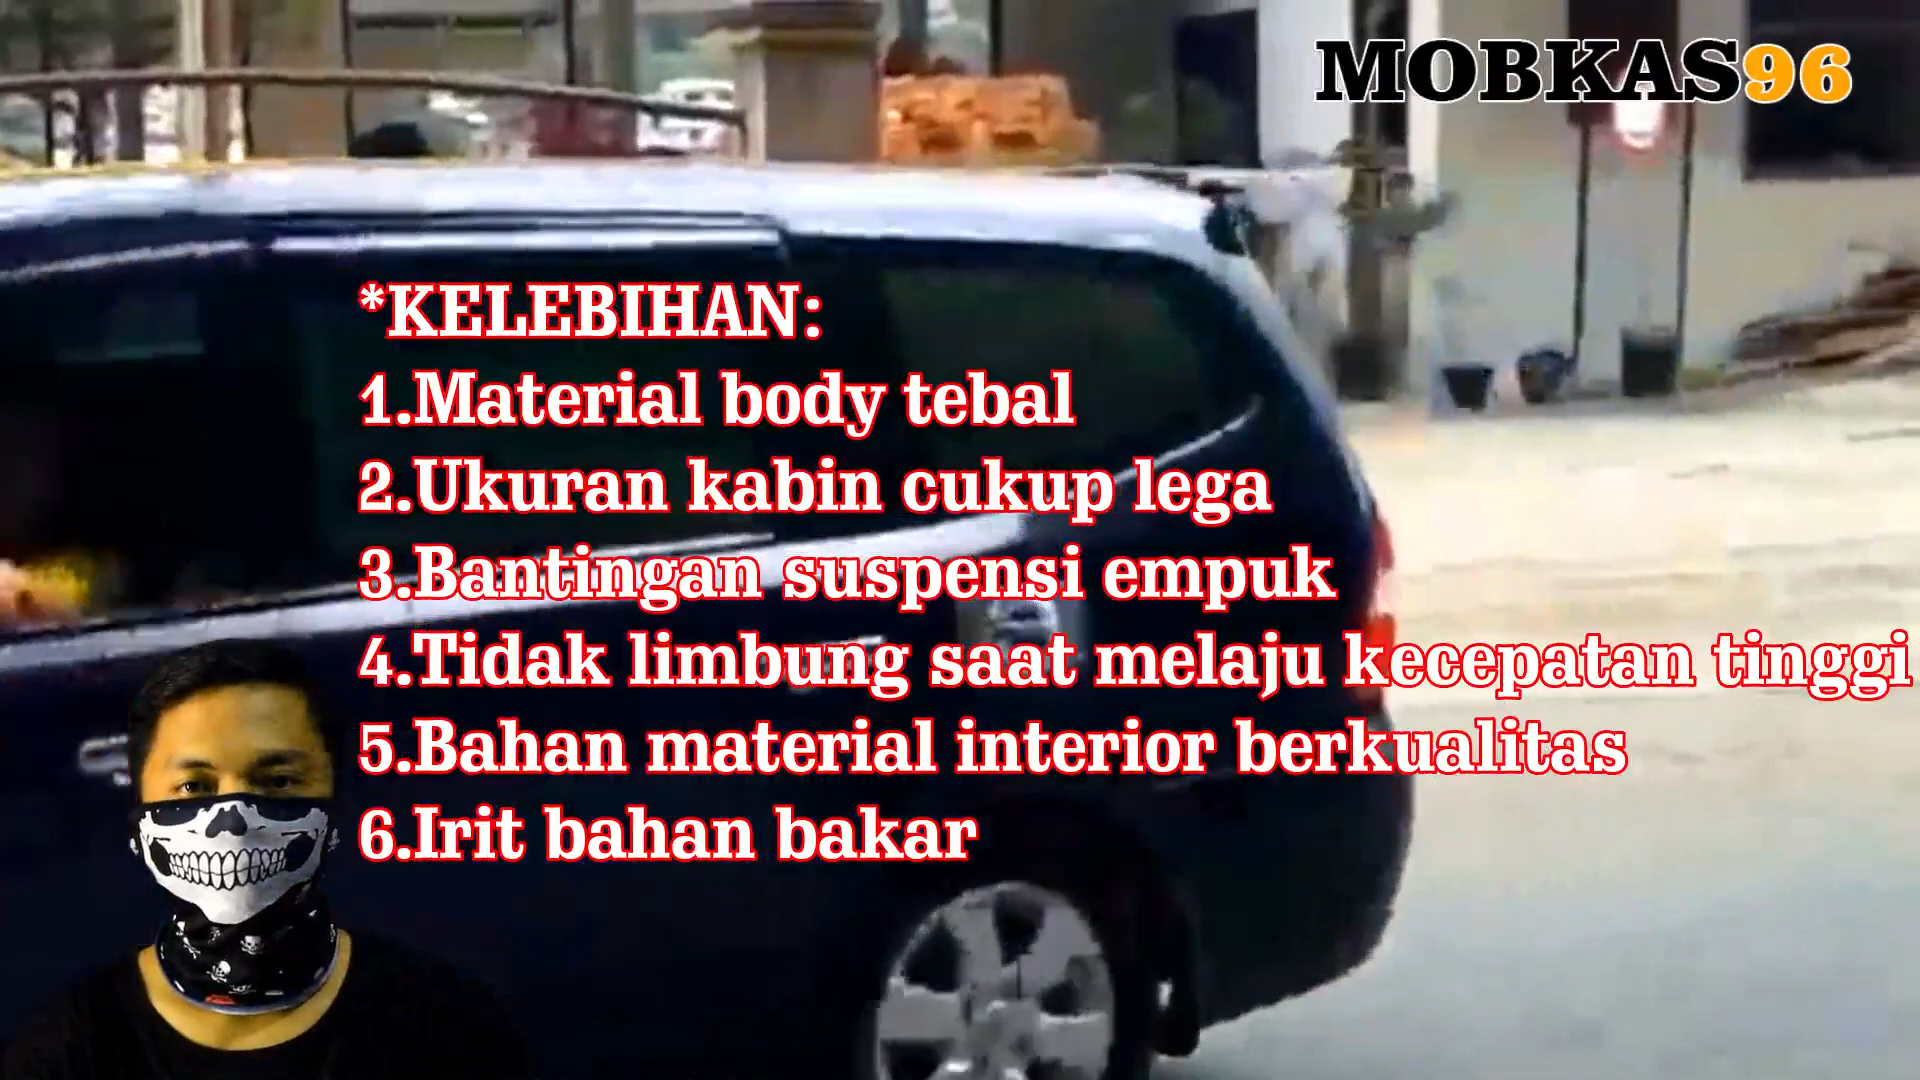 MOBKAS96
*KELEBIHAN:
1.Material body tebal
2.Ukuran kabin cukup lega
3.Bantingan suspensi empuk
4.Tidak limbung saat melaju kecepatan tinggi
5.Bahan material interior berkualitas
6.Irit bahan bakar